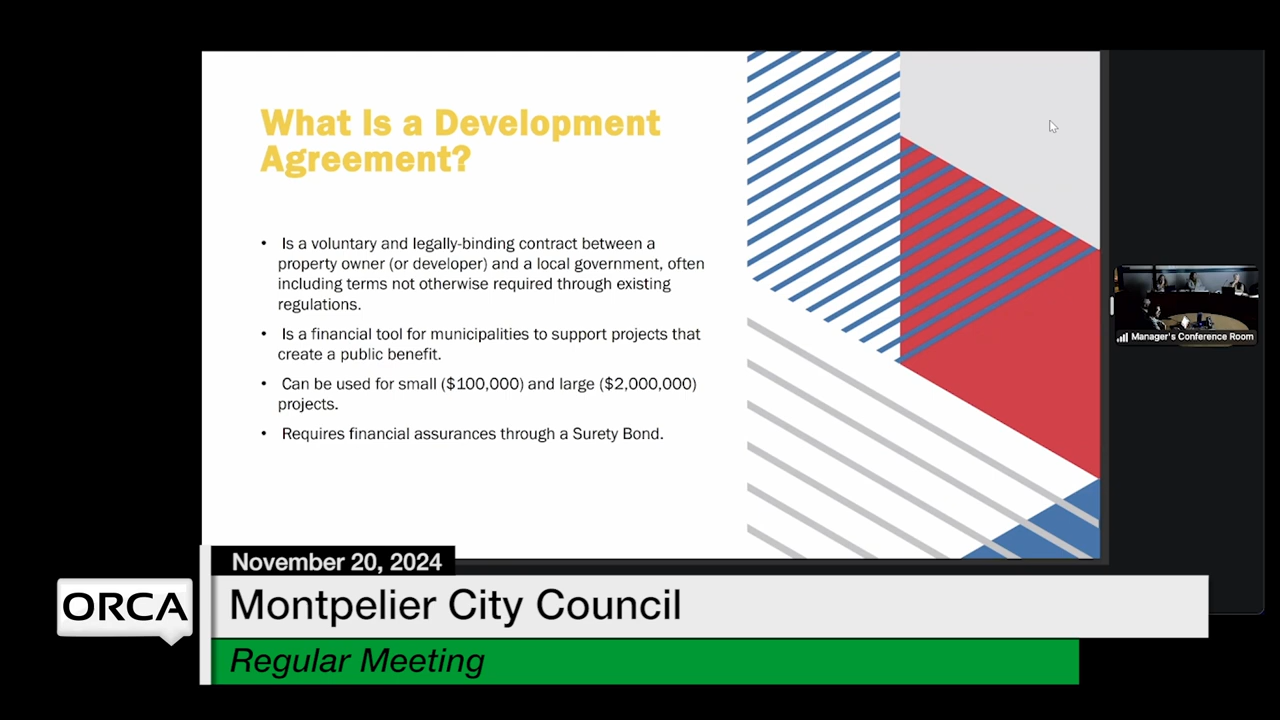 What Is a Development
Agreement?
• Is a voluntary and legally-binding contract between a
property owner (or developer) and a local government, often
including terms not otherwise required through existing
regulations.
• Is a financial tool for municipalities to support projects that
create a public benefit.
• Can be used for small ($100,000) and large ($2,000,000)
projects.
• Requires financial assurances through a Surety Bond.
Manager's Conference Room
November 20, 2024
ORCA
Montpelier City Council
Regular Meeting